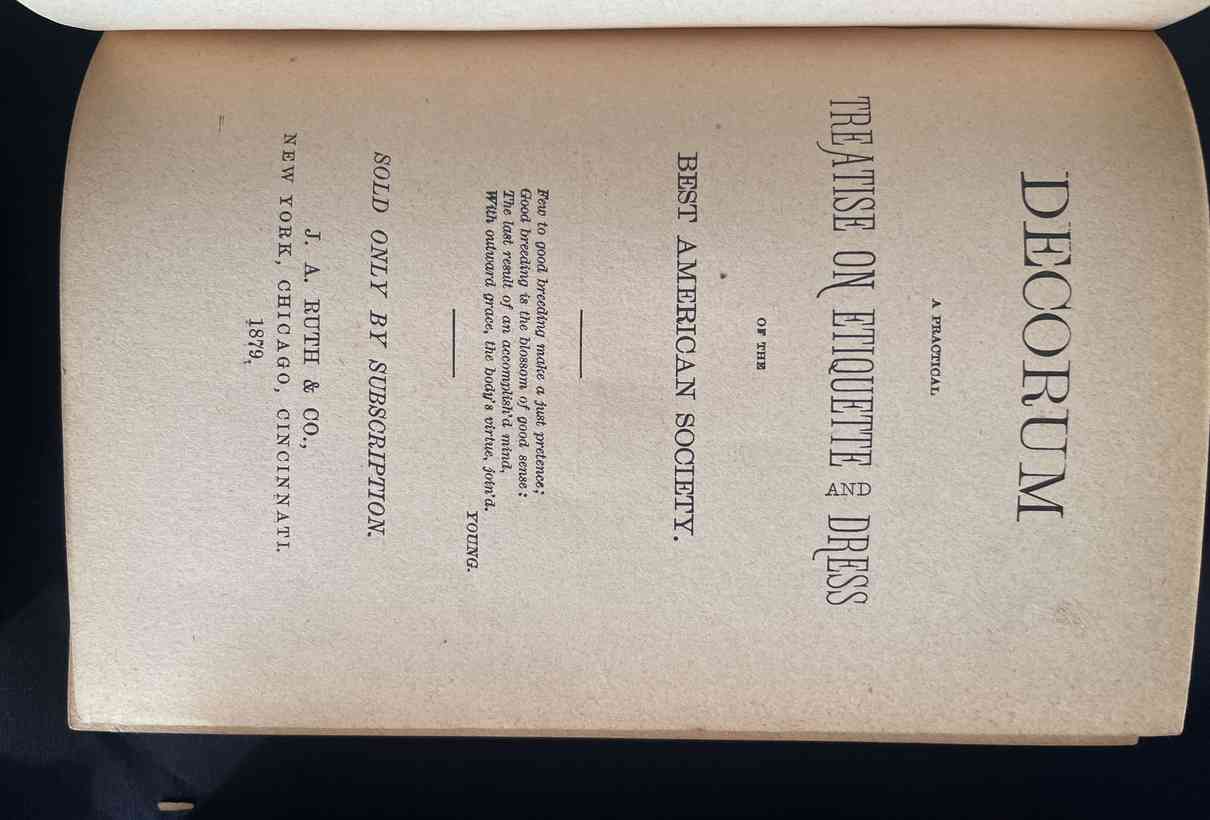 DECORUM
A PRACTICAL
TREATISE ON ETIQUETTE AND DRESS
OF THE
BEST AMERICAN SOCIETY.
Few to good breeding make a just pretence;
Good breeding is the blossom of good sense;
The last result of an accomplish'd mind,
With outward grace, the body's virtue, join'd.
YOUNG.
SOLD ONLY BY SUBSCRIPTION.
J. A. RUTH & CO.,
NEW YORK, CHICAGO, CINCINNATI.
1879.